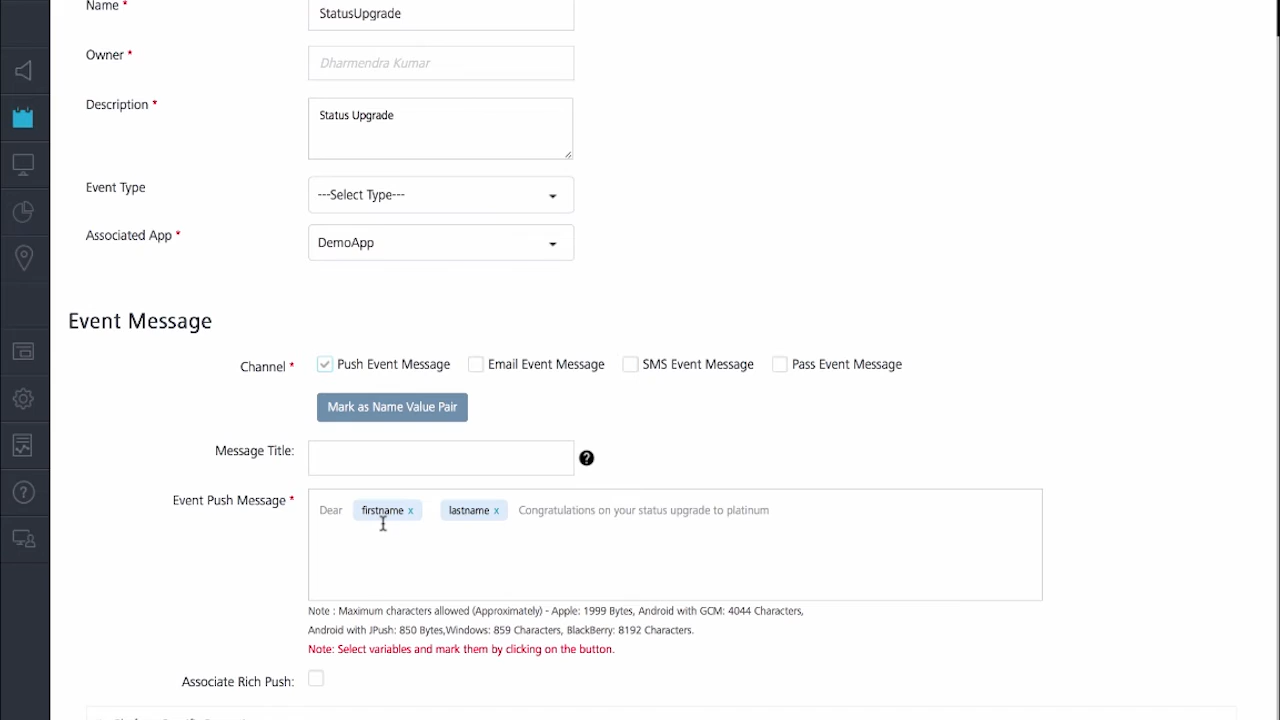 Name *
StatusUpgrade
Owner *
Dharmendra Kumar
Description *
Status Upgrade
Event Type
---Select Type---
Associated App *
DemoApp
Event Message
Channel *
Push Event Message
Email Event Message
SMS Event Message
Pass Event Message
Mark as Name Value Pair
Message Title:
?
Event Push Message *
Dear firstname x lastname x Congratulations on your status upgrade to platinum
Note : Maximum characters allowed (Approximately) - Apple: 1999 Bytes, Android with GCM: 4044 Characters,
Android with JPush: 850 Bytes,Windows: 859 Characters, BlackBerry: 8192 Characters.
Note: Select variables and mark them by clicking on the button.
Associate Rich Push: